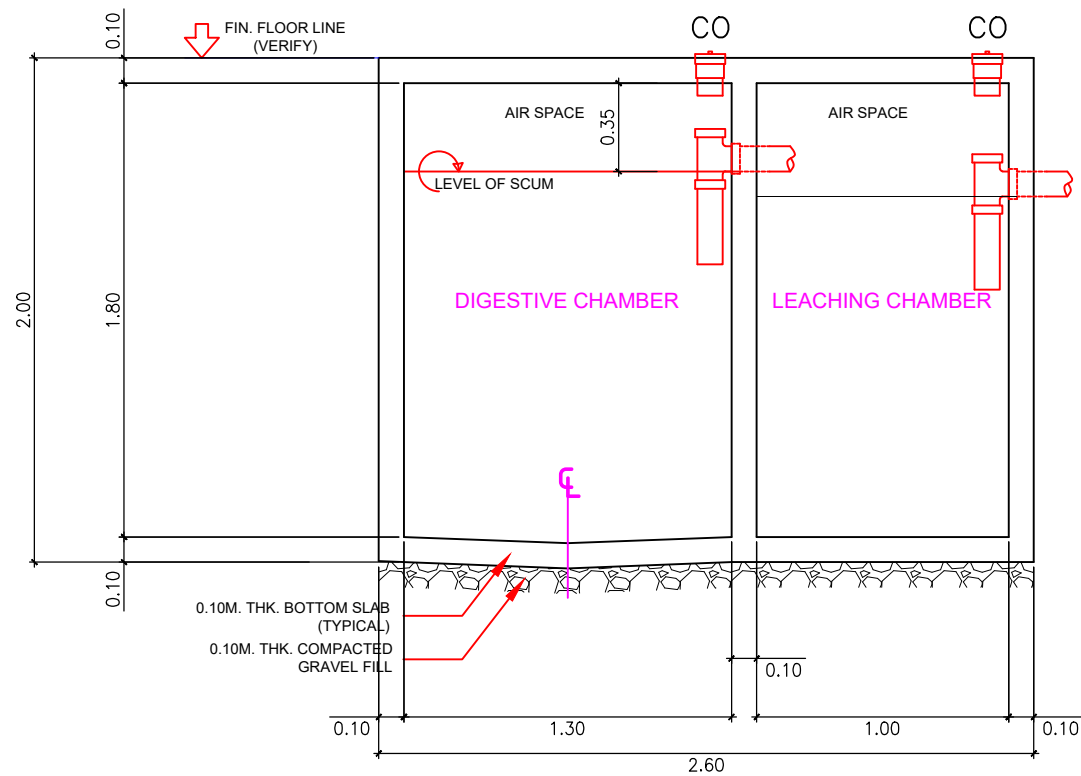 CO
CO
0.10
FIN. FLOOR LINE
(VERIFY)
AIR SPACE
0.35
AIR SPACE
LEVEL OF SCUM
2.00
1.80
DIGESTIVE CHAMBER
LEACHING CHAMBER
℄
0.10
0.10M. THK. BOTTOM SLAB
(TYPICAL)
0.10M. THK. COMPACTED
GRAVEL FILL
0.10
0.10
1.30
1.00
0.10
2.60